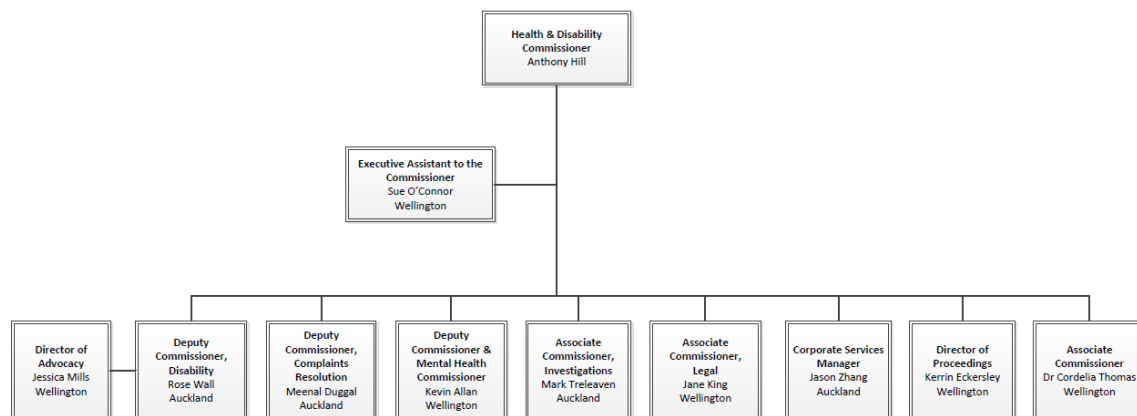 Health & Disability
Commissioner
Anthony Hill
Executive Assistant to the
Commissioner
Sue O'Connor
Wellington
Director of
Advocacy
Jessica Mills
Wellington
Deputy
Commissioner,
Disability
Rose Wall
Auckland
Deputy
Commissioner,
Complaints
Resolution
Meenal Duggal
Auckland
Deputy
Commissioner &
Mental Health
Commissioner
Kevin Allan
Wellington
Associate
Commissioner,
Investigations
Mark Treleaven
Auckland
Associate
Commissioner,
Legal
Jane King
Wellington
Corporate Services
Manager
Jason Zhang
Auckland
Director of
Proceedings
Kerrin Eckersley
Wellington
Associate
Commissioner
Dr Cordelia Thomas
Wellington